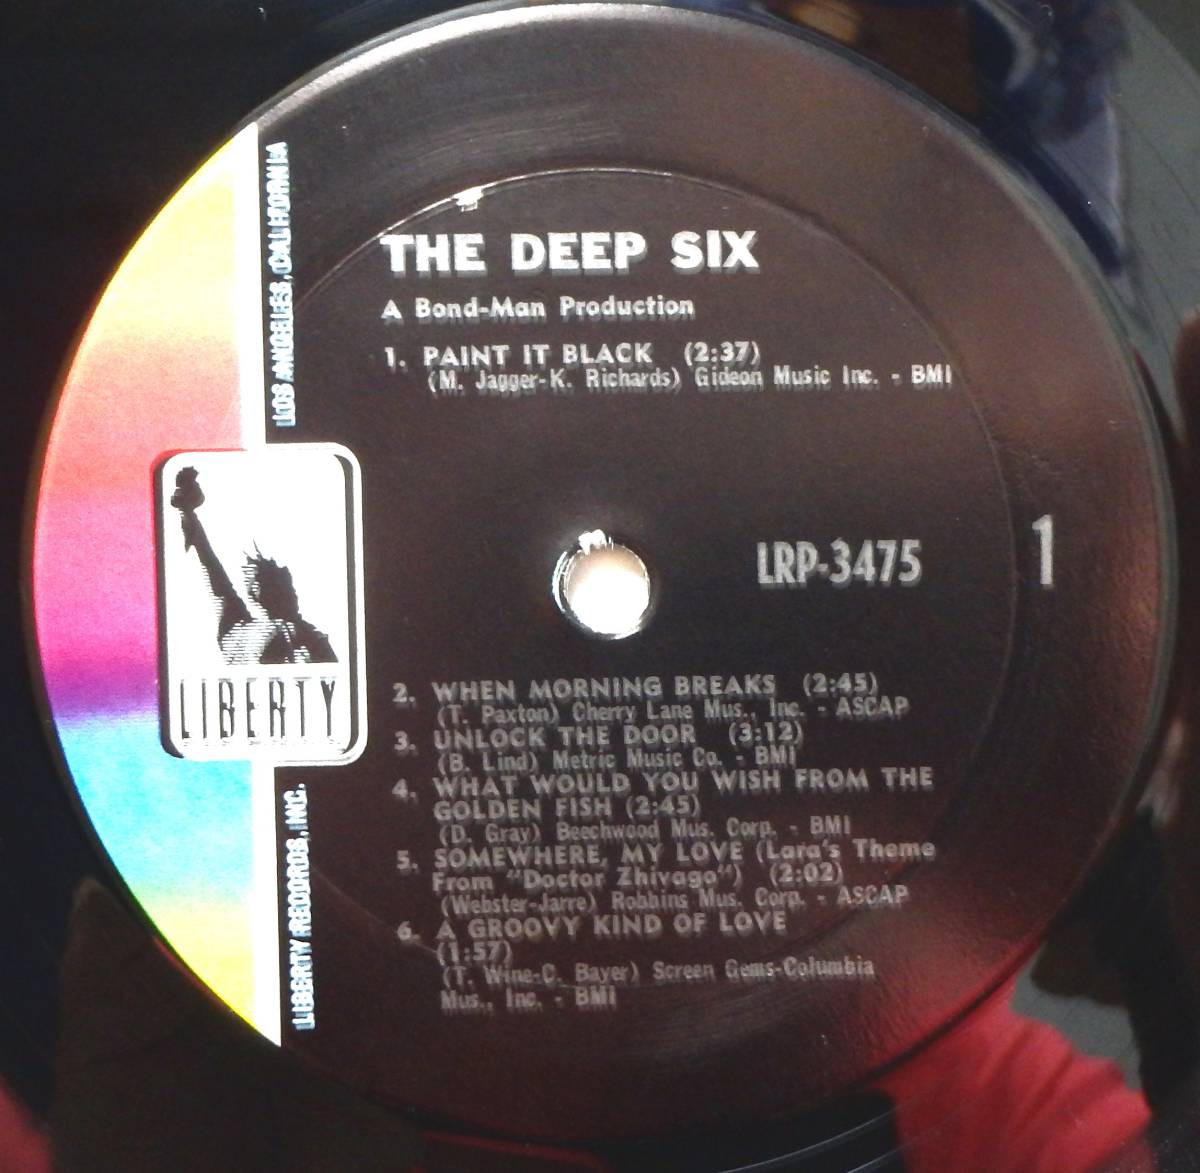 THE DEEP SIX
A Bond-Man Production
1. PAINT IT BLACK (2:37)
(M. Jagger-K. Richards) Gideon Music Inc. - BMI
LRP-3475
1
2. WHEN MORNING BREAKS (2:45)
(T. Paxton) Cherry Lane Mus., Inc. - ASCAP
3. UNLOCK THE DOOR (3:12)
(B. Lind) Metric Music Co. - BMI
4. WHAT WOULD YOU WISH FROM THE
GOLDEN FISH (2:45)
(D. Gray) Beechwood Mus. Corp. - BMI
5. SOMEWHERE, MY LOVE (Lara's Theme
From "Doctor Zhivago") (2:02)
(Webster-Jarre) Robbins Mus. Corp. - ASCAP
6. A GROOVY KIND OF LOVE
(1:57)
(T. Wine-C. Bayer) Screen Gems-Columbia
Mus., Inc. - BMI
LIBERTY
LIBERTY RECORDS, INC.
LOS ANGELES, CALIFORNIA